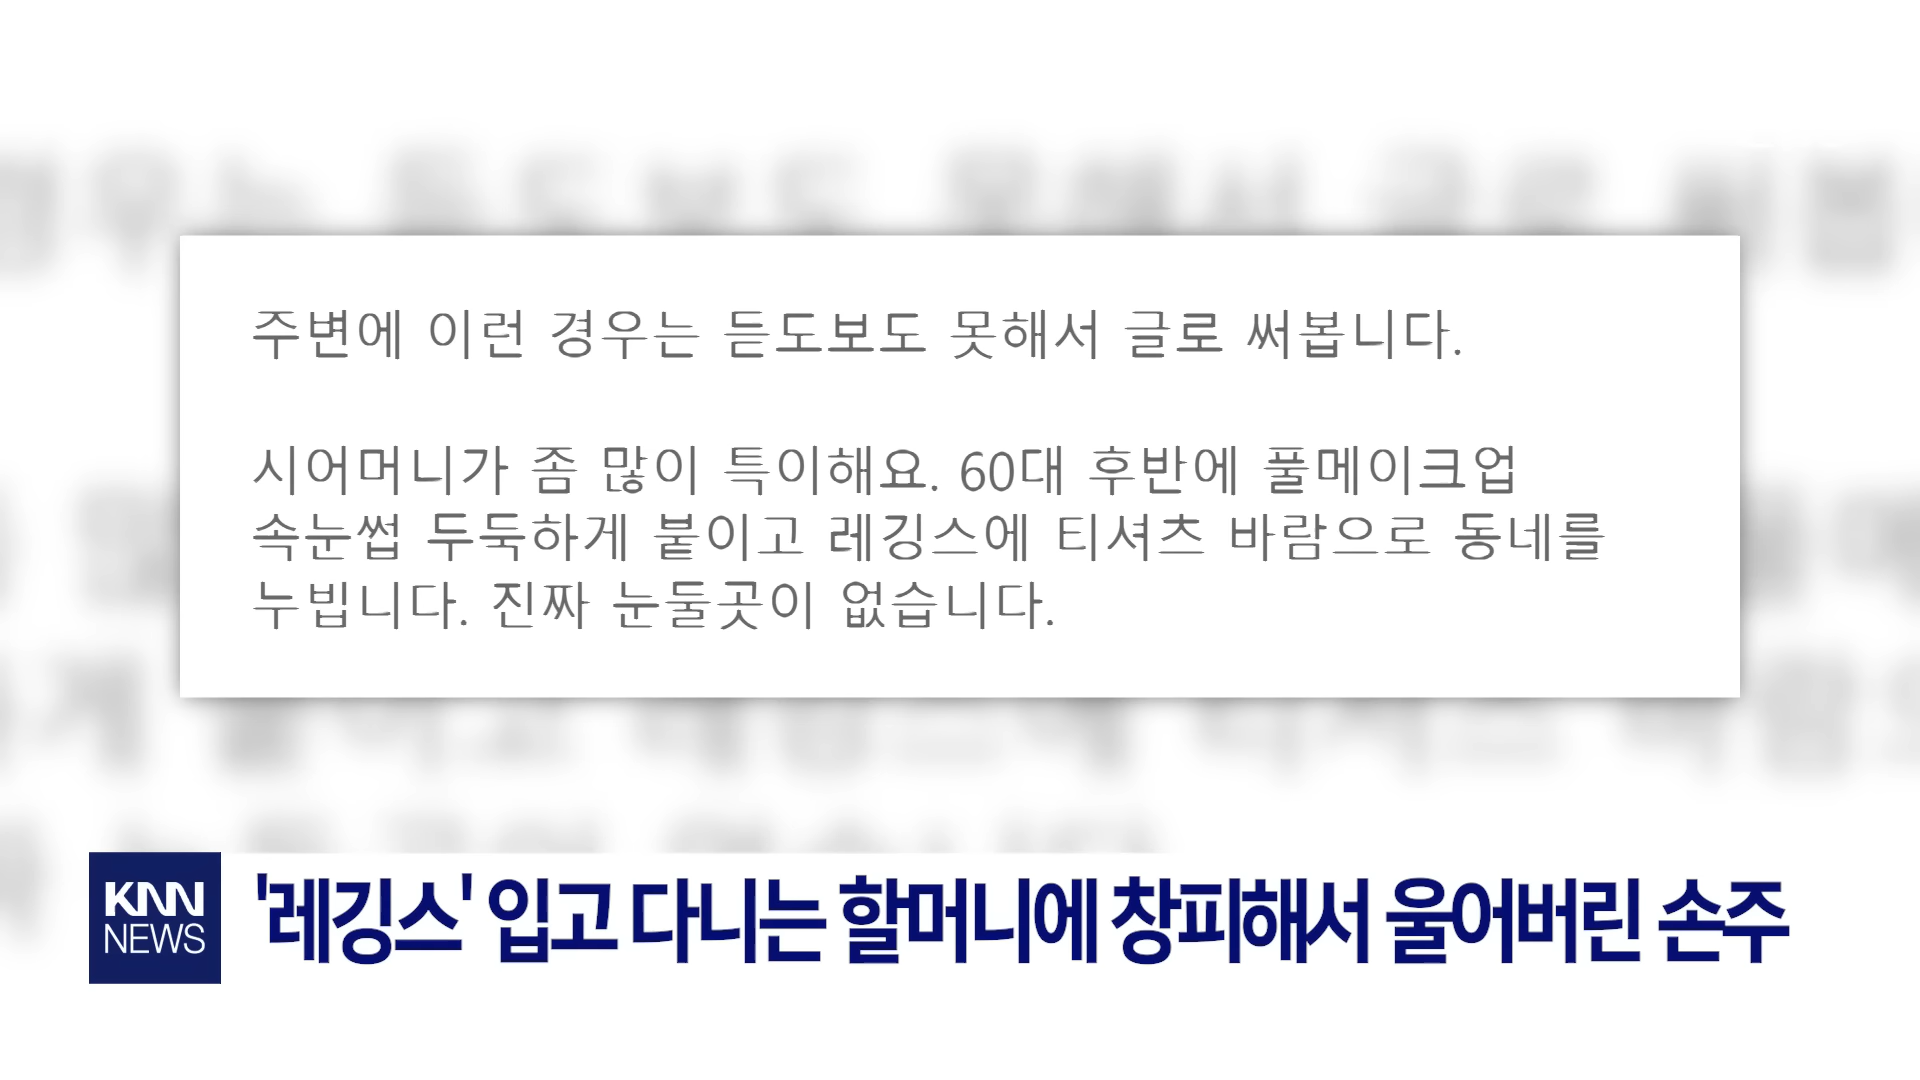 주변에 이런 경우는 듣도보도 못해서 글로 써봅니다.
시어머니가 좀 많이 특이해요. 60대 후반에 풀메이크업
속눈썹 두둑하게 붙이고 레깅스에 티셔츠 바람으로 동네를
누빕니다. 진짜 눈둘곳이 없습니다.
KNN
NEWS
'레깅스' 입고 다니는 할머니에 창피해서 울어버린 손주